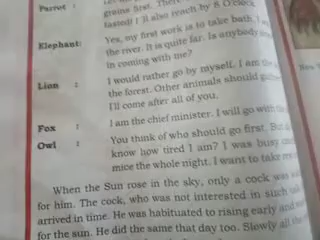 Parrot :
grains first. There
tasted! I ll also reach by 8 O'clock
Elephant: Yes, my first work is to take bath. I
the river. It is quite far. Is anybody
in coming with me?
Lion : I would rather go by myself. I am the
the forest. Other animals should
I'll come after all of you.
Fox : I am the chief minister. I will go with
Owl : You think of who should go first. But
know how tired I am? I was busy
mice the whole night. I want to take
When the Sun rose in the sky, only a cock was
for him. The cock, who was not interested in such
arrived in time. He was habituated to rising early and
for the sun. He did the same that day too. Slowly all